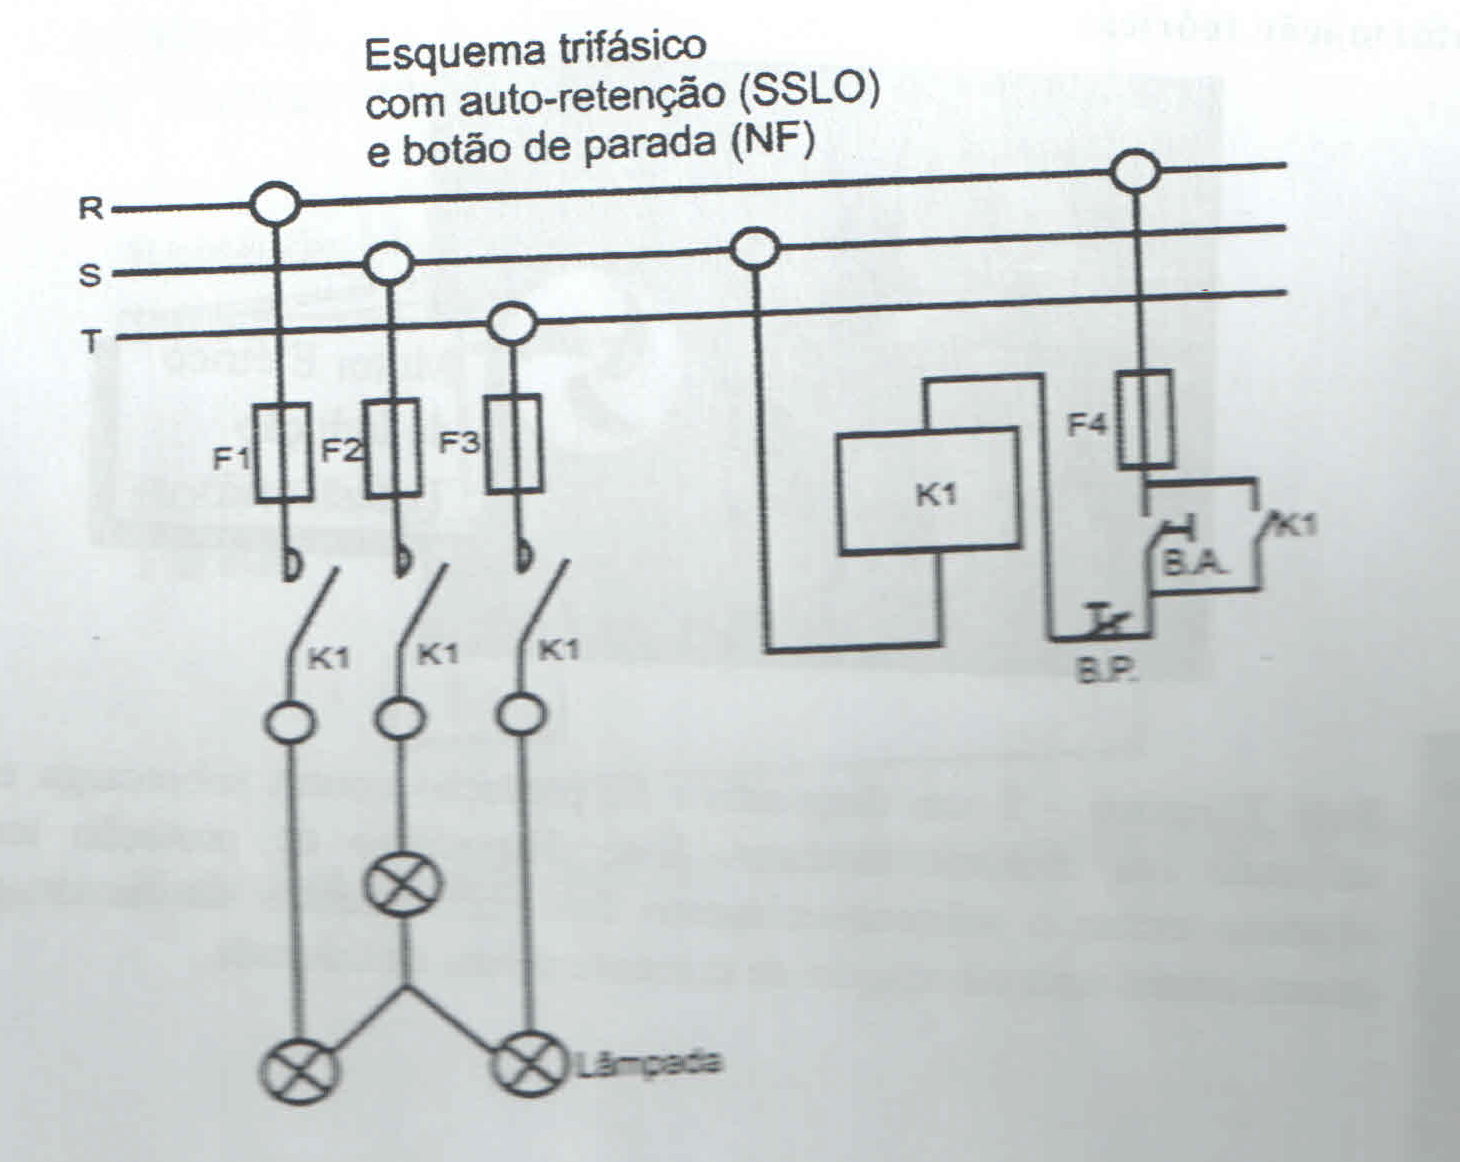 Esquema trifásico
com auto-retenção (SSLO)
e botão de parada (NF)
R
S
T
F1
F2
F3
F4
K1
K1
B.A.
K1
K1
K1
B.P.
Lâmpada